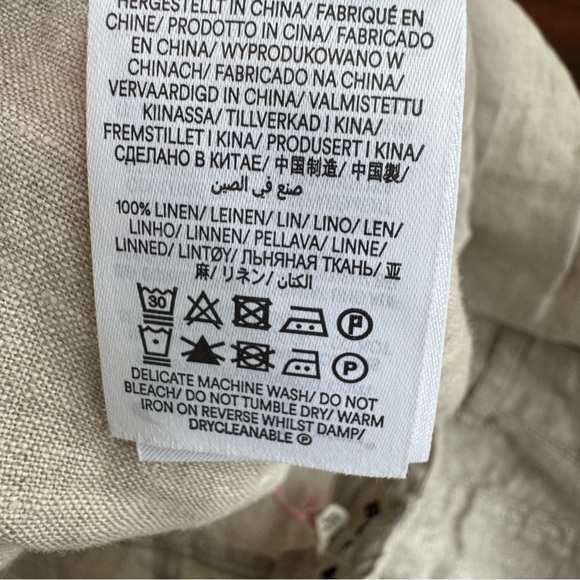 HERGESTELLT IN CHINA/ FABRIQUÉ EN
CHINE/ PRODOTTO IN CINA/ FABRICADO
EN CHINA/ WYPRODUKOWANO W
CHINACH/ FABRICADO NA CHINA/
VERVAARDIGD IN CHINA/ VALMISTETTU
KIINASSA/ TILLVERKAD I KINA/
FREMSTILLET I KINA/ PRODUSERT I KINA/
СДЕЛАНО В КИТАЕ/ 中国制造/ 中国製/
صنع في الصين
100% LINEN/ LEINEN/ LIN/ LINO/ LEN/
LINHO/ LINNEN/ PELLAVA/ LINNE/
LINNED/ LINTØY/ ЛЬНЯНАЯ ТКАНЬ/ 亚
麻/ リネン/ الكتان
30 P
P
DELICATE MACHINE WASH/ DO NOT
BLEACH/ DO NOT TUMBLE DRY/ WARM
IRON ON REVERSE WHILST DAMP/
DRYCLEANABLE Ⓟ